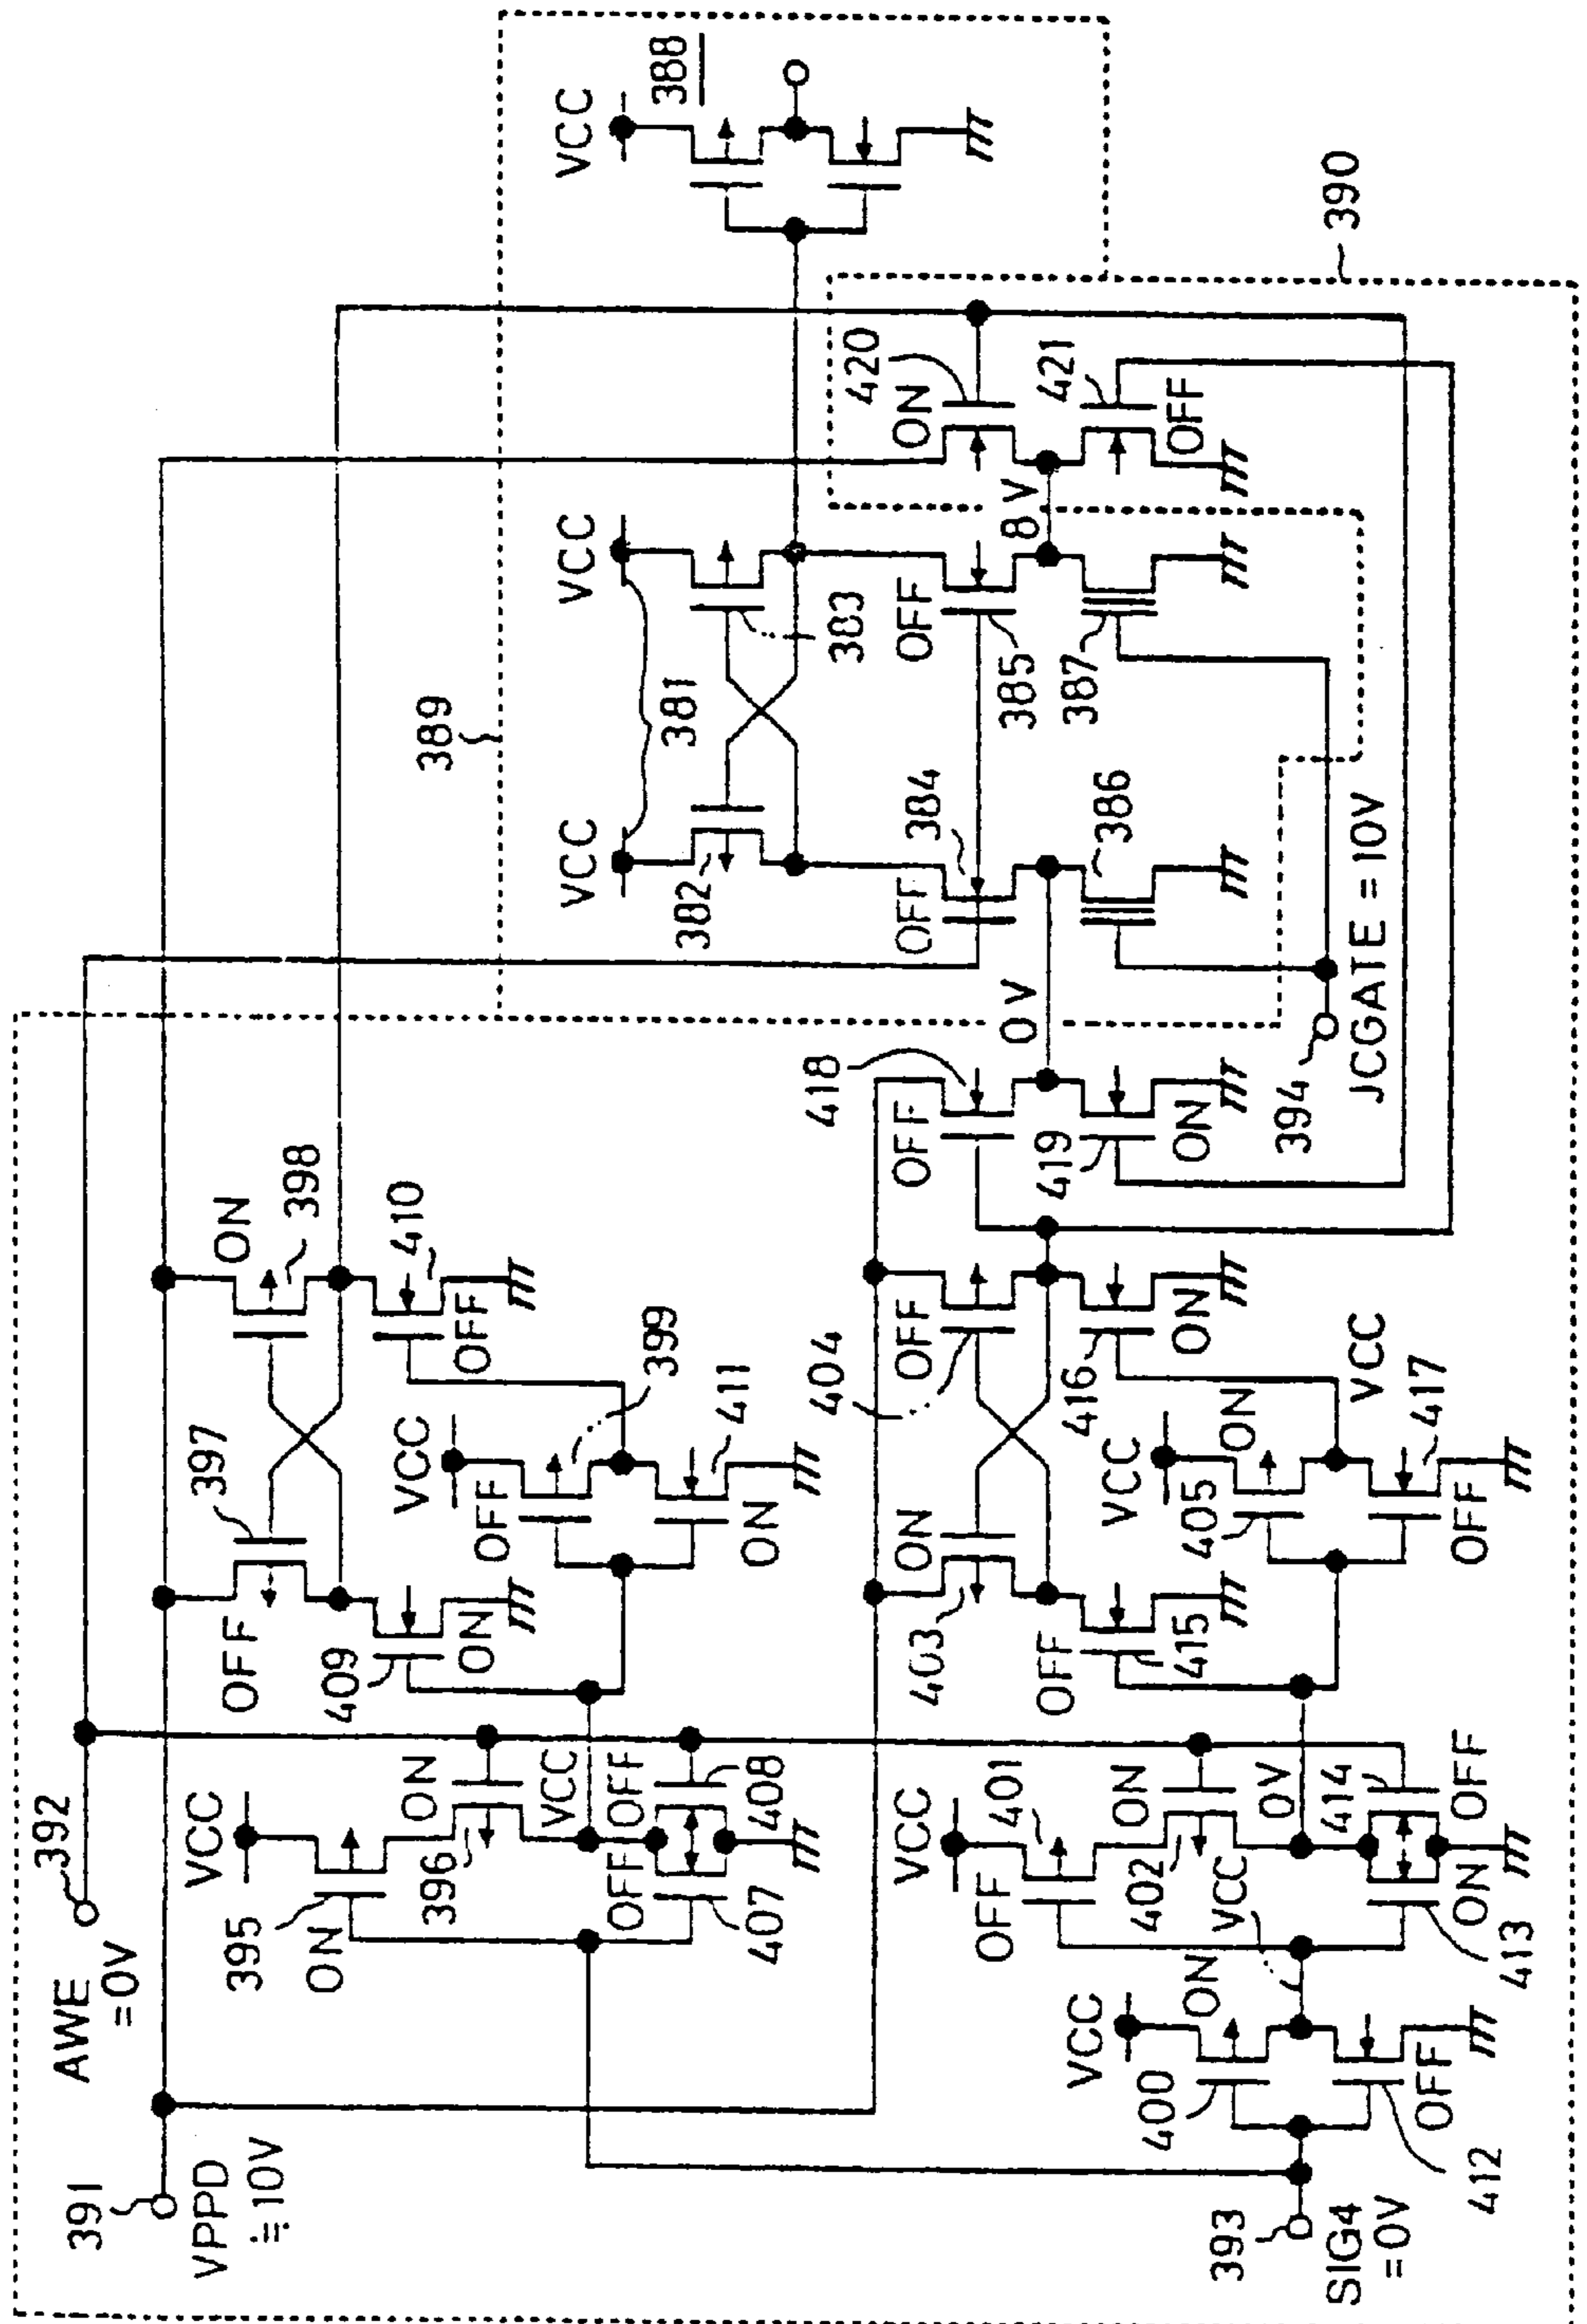 391
VPPD
≒10V
AWE
=0V
392
VCC
395
ON
396
ON
VCC
OFF
407
OFF
408
OFF
397
409
ON
ON
398
410
OFF
VCC
OFF
399
411
ON
393
SIG4
=0V
VCC
400
ON
412
OFF
VCC
VCC
401
OFF
402
ON
0V
413
ON
414
OFF
403
ON
OFF
415
404
OFF
416
ON
VCC
405
ON
VCC
417
OFF
418
OFF
419
ON
0V
394
JCGATE=10V
389
VCC
VCC
381
382
383
384
OFF
385
OFF
386
387
8V
420
ON
421
OFF
VCC
388
390